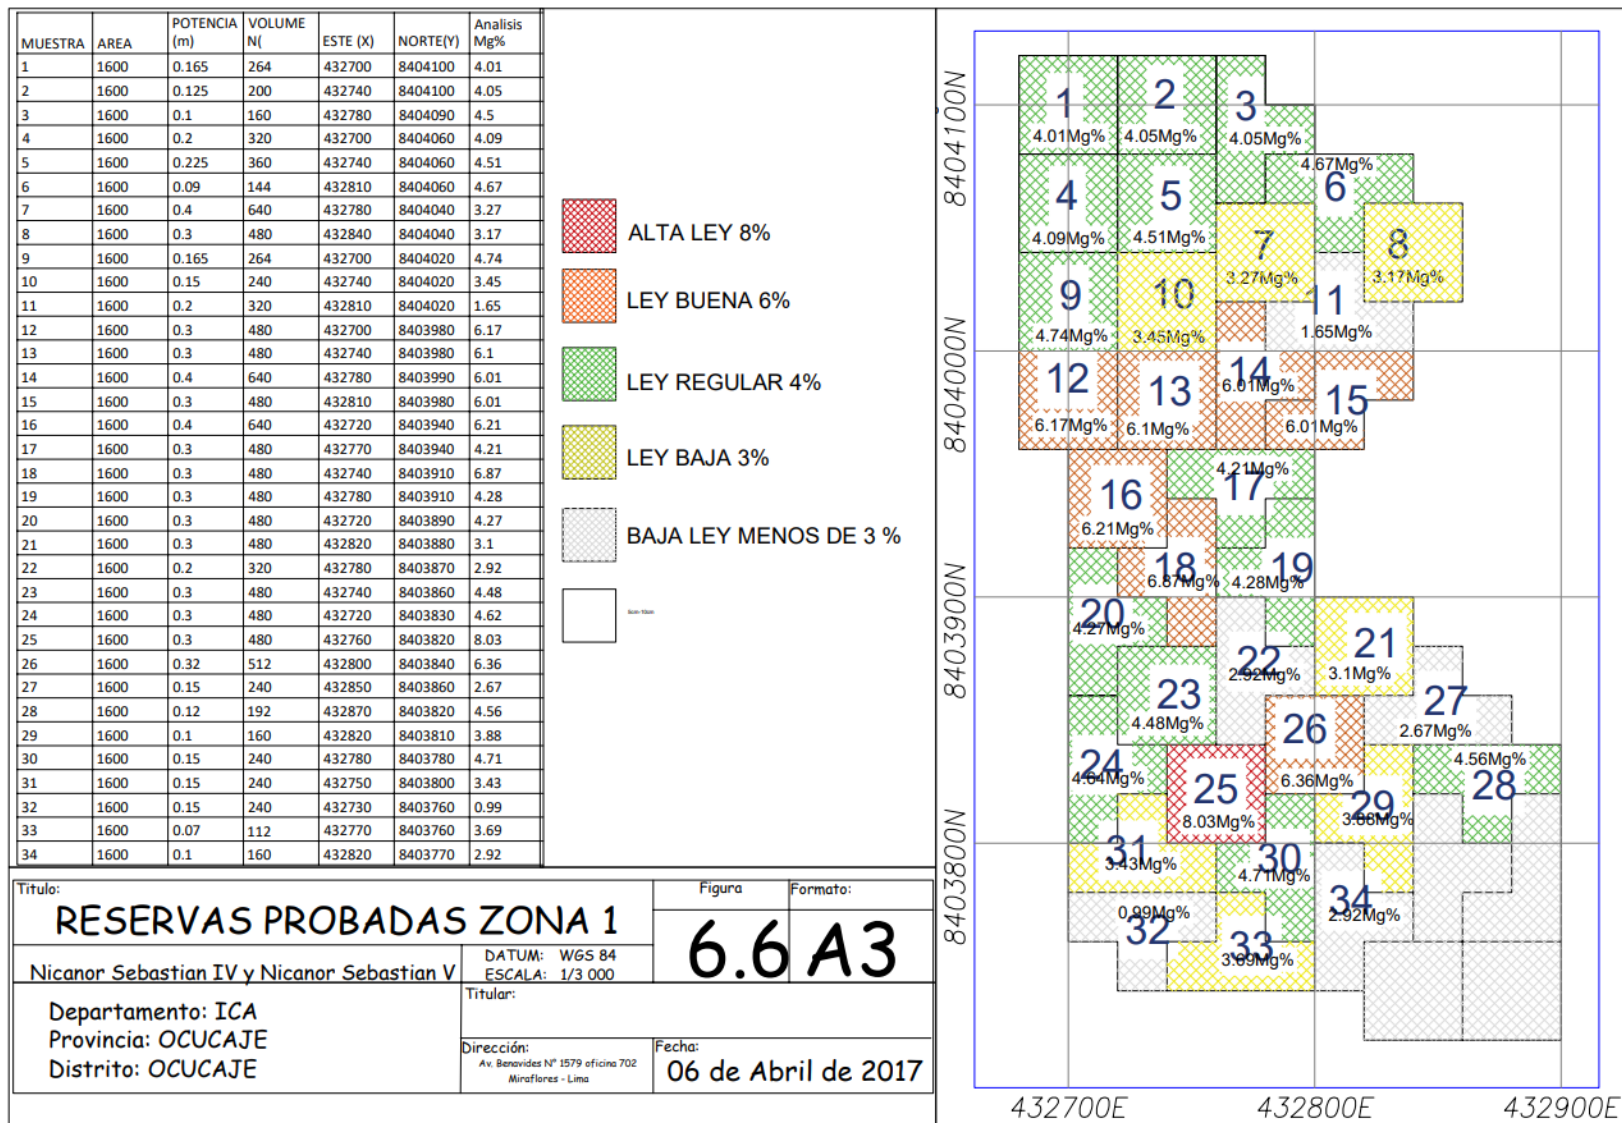 MUESTRA AREA POTENCIA (m) VOLUME N( ESTE (X) NORTE(Y) Analisis Mg%
1 1600 0.165 264 432700 8404100 4.01
2 1600 0.125 200 432740 8404100 4.05
3 1600 0.1 160 432780 8404090 4.5
4 1600 0.2 320 432700 8404060 4.09
5 1600 0.225 360 432740 8404060 4.51
6 1600 0.09 144 432810 8404060 4.67
7 1600 0.4 640 432780 8404040 3.27
8 1600 0.3 480 432840 8404040 3.17
9 1600 0.165 264 432700 8404020 4.74
10 1600 0.15 240 432740 8404020 3.45
11 1600 0.2 320 432810 8404020 1.65
12 1600 0.3 480 432700 8403980 6.17
13 1600 0.3 480 432740 8403980 6.1
14 1600 0.4 640 432780 8403990 6.01
15 1600 0.3 480 432810 8403980 6.01
16 1600 0.4 640 432720 8403940 6.21
17 1600 0.3 480 432770 8403940 4.21
18 1600 0.3 480 432740 8403910 6.87
19 1600 0.3 480 432780 8403910 4.28
20 1600 0.3 480 432720 8403890 4.27
21 1600 0.3 480 432820 8403880 3.1
22 1600 0.2 320 432780 8403870 2.92
23 1600 0.3 480 432740 8403860 4.48
24 1600 0.3 480 432720 8403830 4.62
25 1600 0.3 480 432760 8403820 8.03
26 1600 0.32 512 432800 8403840 6.36
27 1600 0.15 240 432850 8403860 2.67
28 1600 0.12 192 432870 8403820 4.56
29 1600 0.1 160 432820 8403810 3.88
30 1600 0.15 240 432780 8403780 4.71
31 1600 0.15 240 432750 8403800 3.43
32 1600 0.15 240 432730 8403760 0.99
33 1600 0.07 112 432770 8403760 3.69
34 1600 0.1 160 432820 8403770 2.92
ALTA LEY 8%
LEY BUENA 6%
LEY REGULAR 4%
LEY BAJA 3%
BAJA LEY MENOS DE 3 %
Titulo:
RESERVAS PROBADAS ZONA 1
Nicanor Sebastian IV y Nicanor Sebastian V
DATUM: WGS 84
ESCALA: 1/3 000
Figura
6.6
Formato:
A3
Departamento: ICA
Provincia: OCUCAJE
Distrito: OCUCAJE
Titular:
Dirección:
Av. Benavides N° 1579 oficina 702
Miraflores - Lima
Fecha:
06 de Abril de 2017
8404100N
8404000N
8403900N
8403800N
1
4.01Mg%
2
4.05Mg%
3
4.05Mg%
4
4.09Mg%
5
4.51Mg%
4.67Mg%
6
7
3.27Mg%
8
3.17Mg%
9
4.74Mg%
10
3.45Mg%
11
1.65Mg%
12
6.17Mg%
13
6.1Mg%
14
6.01Mg%
15
6.01Mg%
16
6.21Mg%
4.21Mg%
17
18
6.87Mg%
19
4.28Mg%
20
4.27Mg%
21
3.1Mg%
22
2.92Mg%
23
4.48Mg%
24
4.64Mg%
25
8.03Mg%
26
6.36Mg%
27
2.67Mg%
4.56Mg%
28
29
3.88Mg%
30
4.71Mg%
31
3.43Mg%
0.99Mg%
32
33
3.69Mg%
34
2.92Mg%
432700E
432800E
432900E